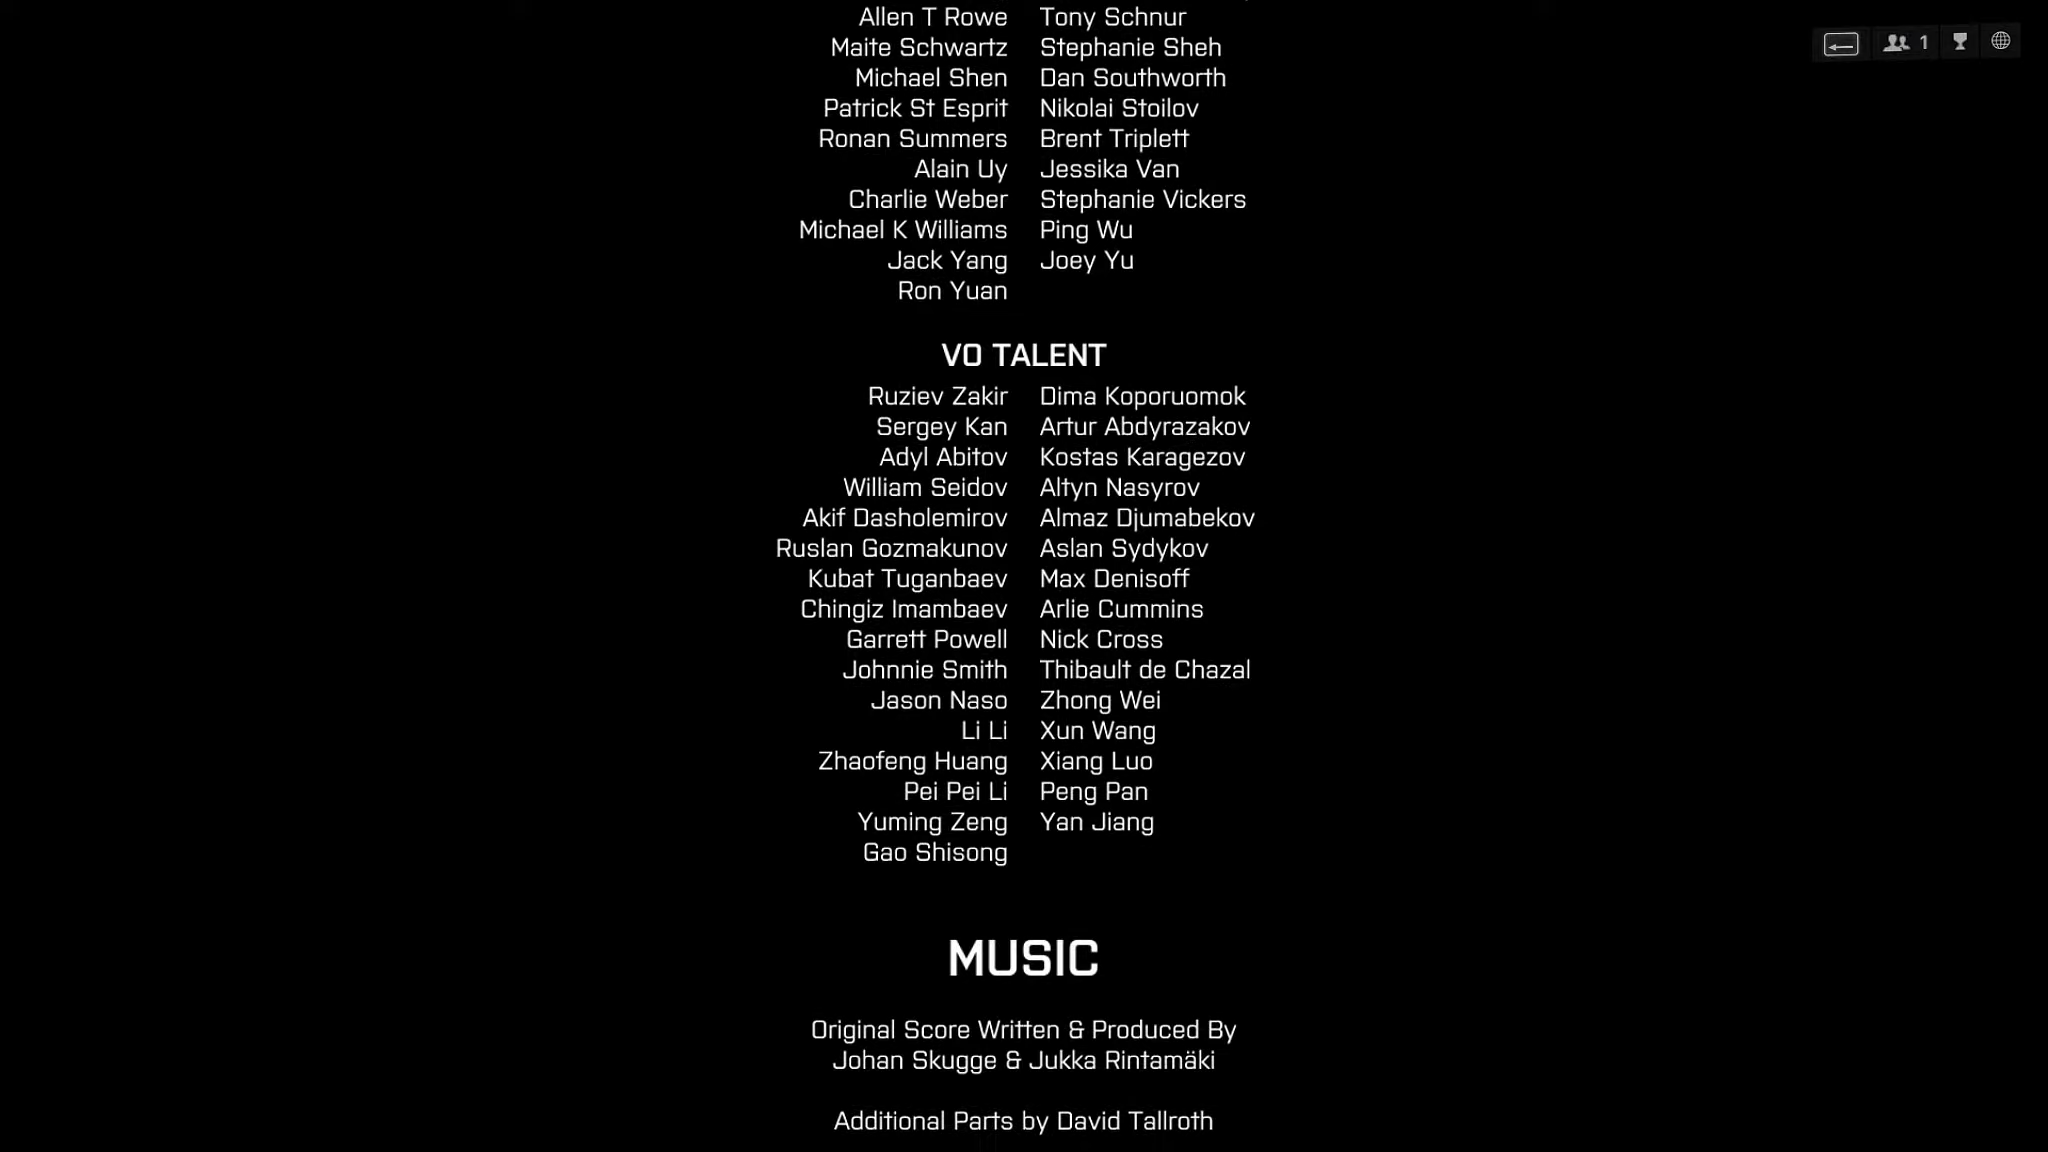 Allen T Rowe Tony Schnur
Maite Schwartz Stephanie Sheh
Michael Shen Dan Southworth
Patrick St Esprit Nikolai Stoilov
Ronan Summers Brent Triplett
Alain Uy Jessika Van
Charlie Weber Stephanie Vickers
Michael K Williams Ping Wu
Jack Yang Joey Yu
Ron Yuan
VO TALENT
Ruziev Zakir Dima Koporuomok
Sergey Kan Artur Abdyrazakov
Adyl Abitov Kostas Karagezov
William Seidov Altyn Nasyrov
Akif Dasholemirov Almaz Djumabekov
Ruslan Gozmakunov Aslan Sydykov
Kubat Tuganbaev Max Denisoff
Chingiz Imambaev Arlie Cummins
Garrett Powell Nick Cross
Johnnie Smith Thibault de Chazal
Jason Naso Zhong Wei
Li Li Xun Wang
Zhaofeng Huang Xiang Luo
Pei Pei Li Peng Pan
Yuming Zeng Yan Jiang
Gao Shisong
MUSIC
Original Score Written & Produced By
Johan Skugge & Jukka Rintamäki
Additional Parts by David Tallroth
1